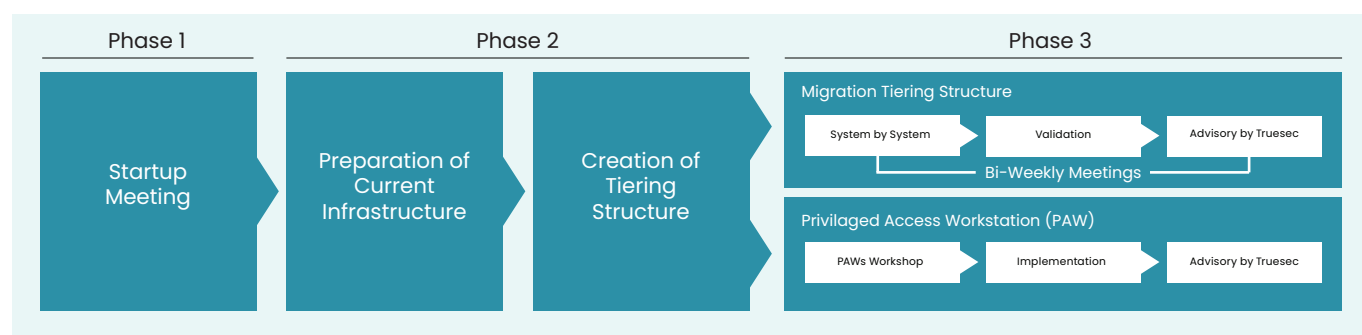 Phase 1
Phase 2
Phase 3
Startup
Meeting
Preparation of
Current
Infrastructure
Creation of
Tiering
Structure
Migration Tiering Structure
System by System
Validation
Advisory by Truesec
Bi-Weekly Meetings
Privilaged Access Workstation (PAW)
PAWs Workshop
Implementation
Advisory by Truesec